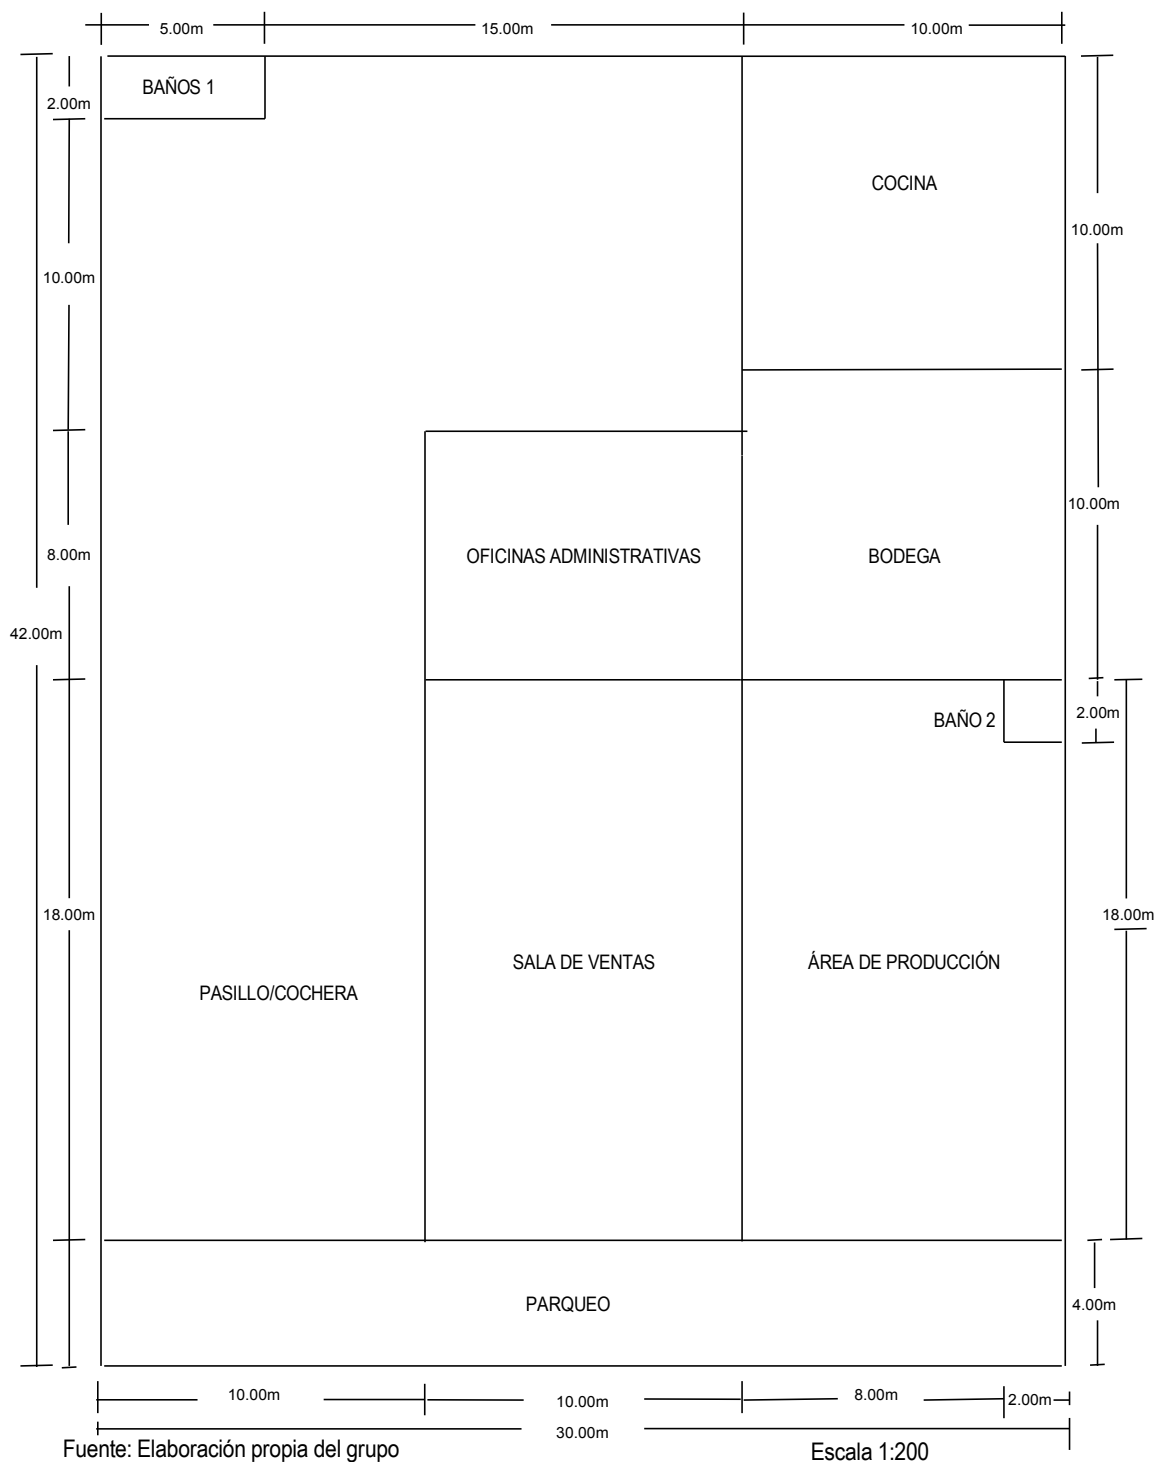 5.00m 15.00m 10.00m
BAÑOS 1
2.00m
COCINA
10.00m
10.00m
10.00m
8.00m OFICINAS ADMINISTRATIVAS BODEGA
42.00m
2.00m
BAÑO 2
18.00m 18.00m
SALA DE VENTAS ÁREA DE PRODUCCIÓN
PASILLO/COCHERA
PARQUEO 4.00m
10.00m 10.00m 8.00m 2.00m
30.00m
Fuente: Elaboración propia del grupo Escala 1:200